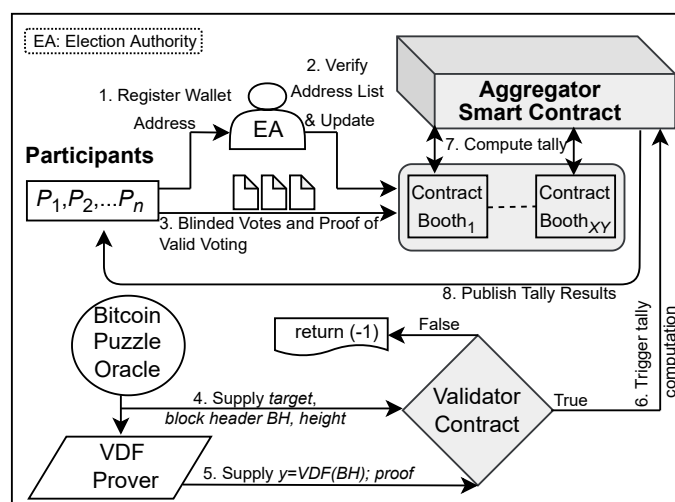 EA: Election Authority
2. Verify
Address List
& Update
1. Register Wallet
Address
EA
Aggregator
Smart Contract
7. Compute tally
Participants
P1,P2,...Pn
3. Blinded Votes and Proof of
Valid Voting
Contract
Booth1
Contract
BoothXY
8. Publish Tally Results
Bitcoin
Puzzle
Oracle
return (-1)
False
6. Trigger tally
computation
4. Supply target,
block header BH, height
Validator
Contract
True
VDF
Prover
5. Supply y=VDF(BH); proof